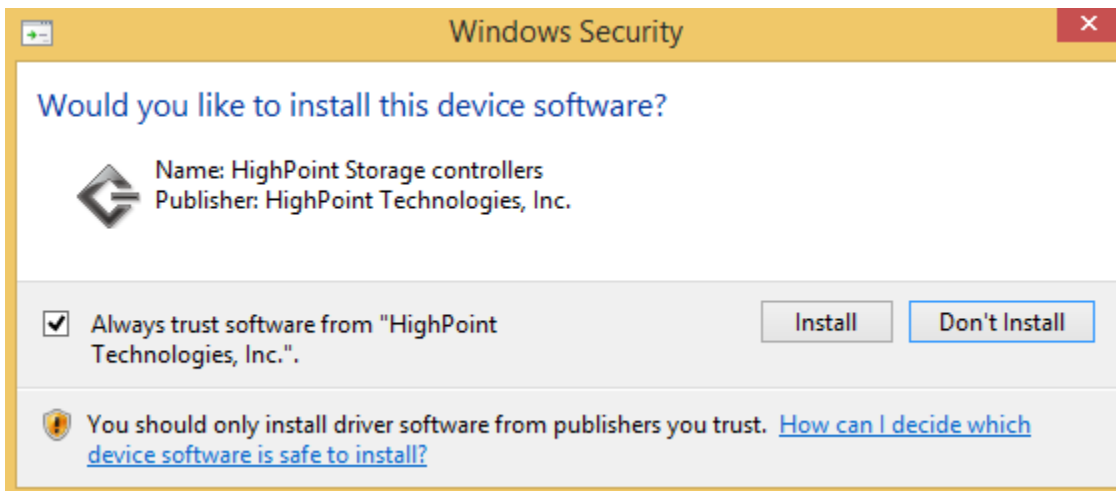 Windows Security
Would you like to install this device software?
Name: HighPoint Storage controllers
Publisher: HighPoint Technologies, Inc.
Always trust software from "HighPoint
Technologies, Inc.".
Install
Don't Install
You should only install driver software from publishers you trust. How can I decide which
device software is safe to install?